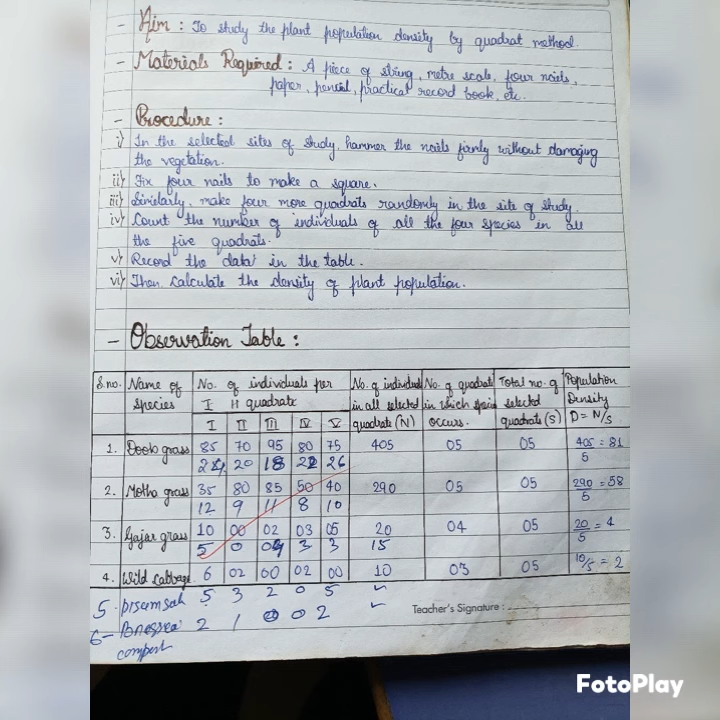 - Aim : To study the plant population density by quadrat method.
- Materials Required : A piece of string, metre scale, four nails,
paper, pencil, practical record book, etc.
- Procedure :
i) In the selected sites of study, hammer the nails firmly without damaging
the vegetation.
ii) Fix four nails to make a square.
iii) Similarly, make four more quadrats randomly in the site of study.
iv) Count the number of individuals of all the four species in all
the five quadrats.
v) Record the data in the table.
vi) Then calculate the density of plant population.
- Observation Table :
S.no. Name of No. of individuals per No. of individual No. of quadrat Total no. of Population
Species quadrate in all selected in which species selected Density
I II III IV V quadrate (N) occurs. quadrats (S) D = N/S
1. Doob grass 85 70 95 80 75 405 05 05 405/5 = 81
24 20 18 22 26
2. Motha grass 35 80 85 50 40 290 05 05 290/5 = 58
12 9 11 8 10
3. Gajar grass 10 00 02 03 05 20 04 05 20/5 = 4
5 0 04 3 3 15
4. Wild Cabbage 6 02 00 02 00 10 03 05 10/5 = 2
5. 5 3 2 0 5
6- 2 1 0 0 2
Teacher's Signature :
FotoPlay